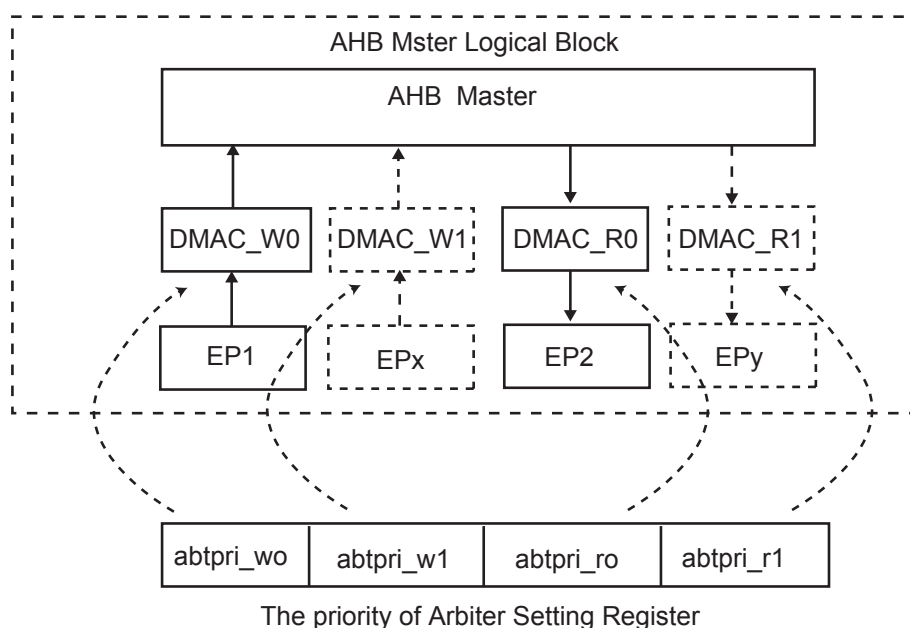 AHB Mster Logical Block
AHB Master
DMAC_W0
DMAC_W1
DMAC_R0
DMAC_R1
EP1
EPx
EP2
EPy
abtpri_wo
abtpri_w1
abtpri_ro
abtpri_r1
The priority of Arbiter Setting Register